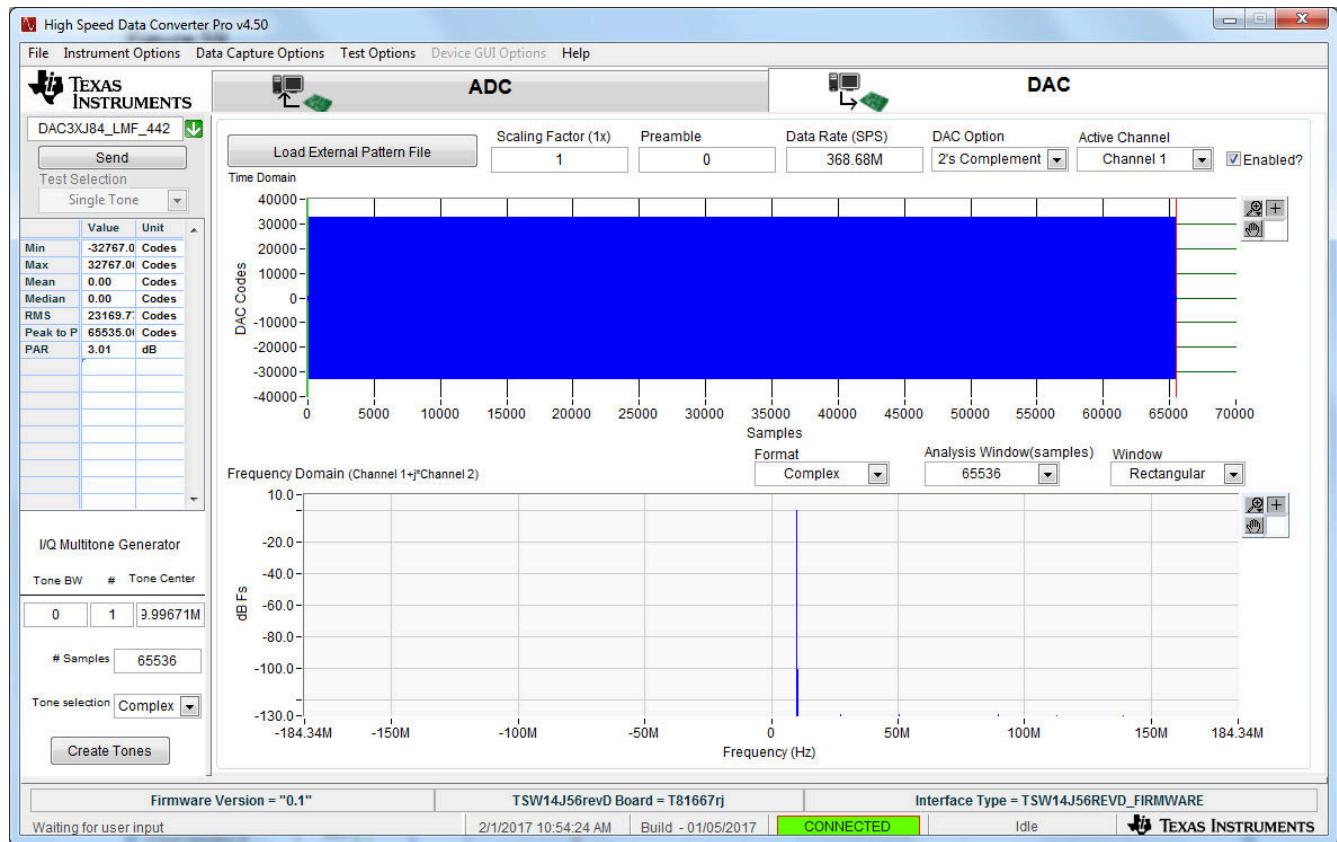 High Speed Data Converter Pro v4.50
File Instrument Options Data Capture Options Test Options Device GUI Options Help
TEXAS INSTRUMENTS
ADC
DAC
DAC3XJ84_LMF_442
Send
Test Selection
Single Tone
Value Unit
Min -32767.0 Codes
Max 32767.0 Codes
Mean 0.00 Codes
Median 0.00 Codes
RMS 23169.7 Codes
Peak to P 65535.0 Codes
PAR 3.01 dB
I/Q Multitone Generator
Tone BW # Tone Center
0 1 9.99671M
# Samples 65536
Tone selection Complex
Create Tones
Load External Pattern File
Scaling Factor (1x) Preamble Data Rate (SPS) DAC Option Active Channel
1 0 368.68M 2's Complement Channel 1 Enabled?
Time Domain
40000
30000
20000
10000
0
-10000
-20000
-30000
-40000
DAC Codes
0 5000 10000 15000 20000 25000 30000 35000 40000 45000 50000 55000 60000 65000 70000
Samples
Format Analysis Window(samples) Window
Complex 65536 Rectangular
Frequency Domain (Channel 1+j*Channel 2)
10.0
-20.0
-40.0
-60.0
-80.0
-100.0
-130.0
dB Fs
-184.34M -150M -100M -50M 0 50M 100M 150M 184.34M
Frequency (Hz)
Firmware Version = "0.1" TSW14J56revD Board = T81667rj Interface Type = TSW14J56REVD_FIRMWARE
Waiting for user input 2/1/2017 10:54:24 AM Build - 01/05/2017 CONNECTED Idle TEXAS INSTRUMENTS